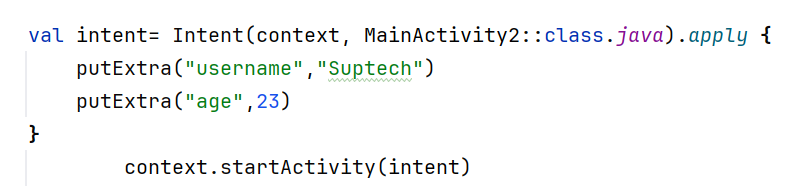 val intent= Intent(context, MainActivity2::class.java).apply {
    putExtra("username","Suptech")
    putExtra("age",23)
}
        context.startActivity(intent)